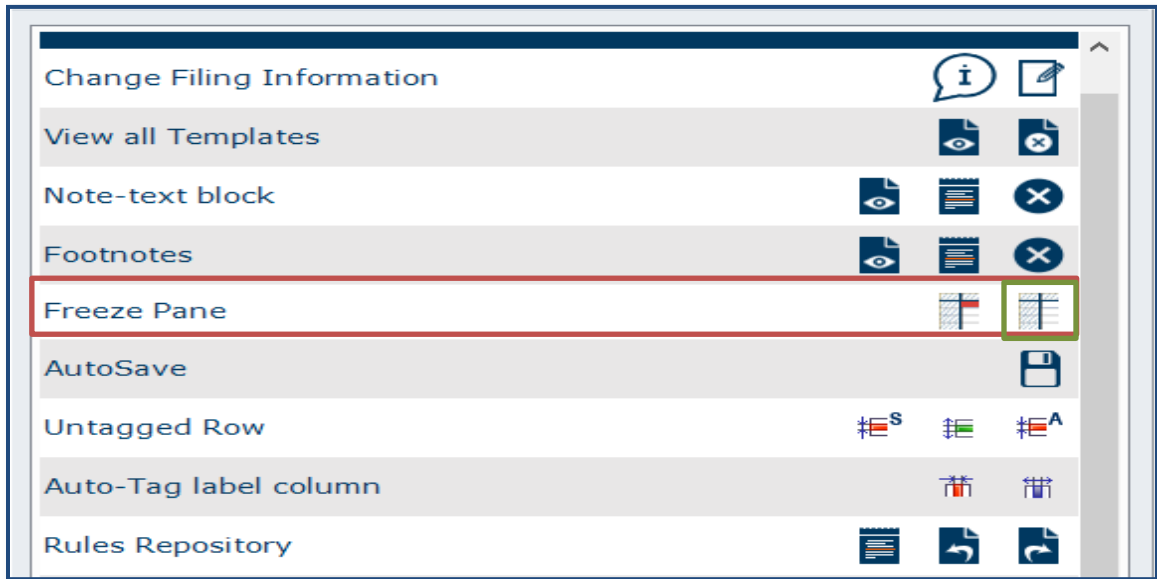 Change Filing Information
View all Templates
Note-text block
Footnotes
Freeze Pane
AutoSave
Untagged Row S A
Auto-Tag label column
Rules Repository